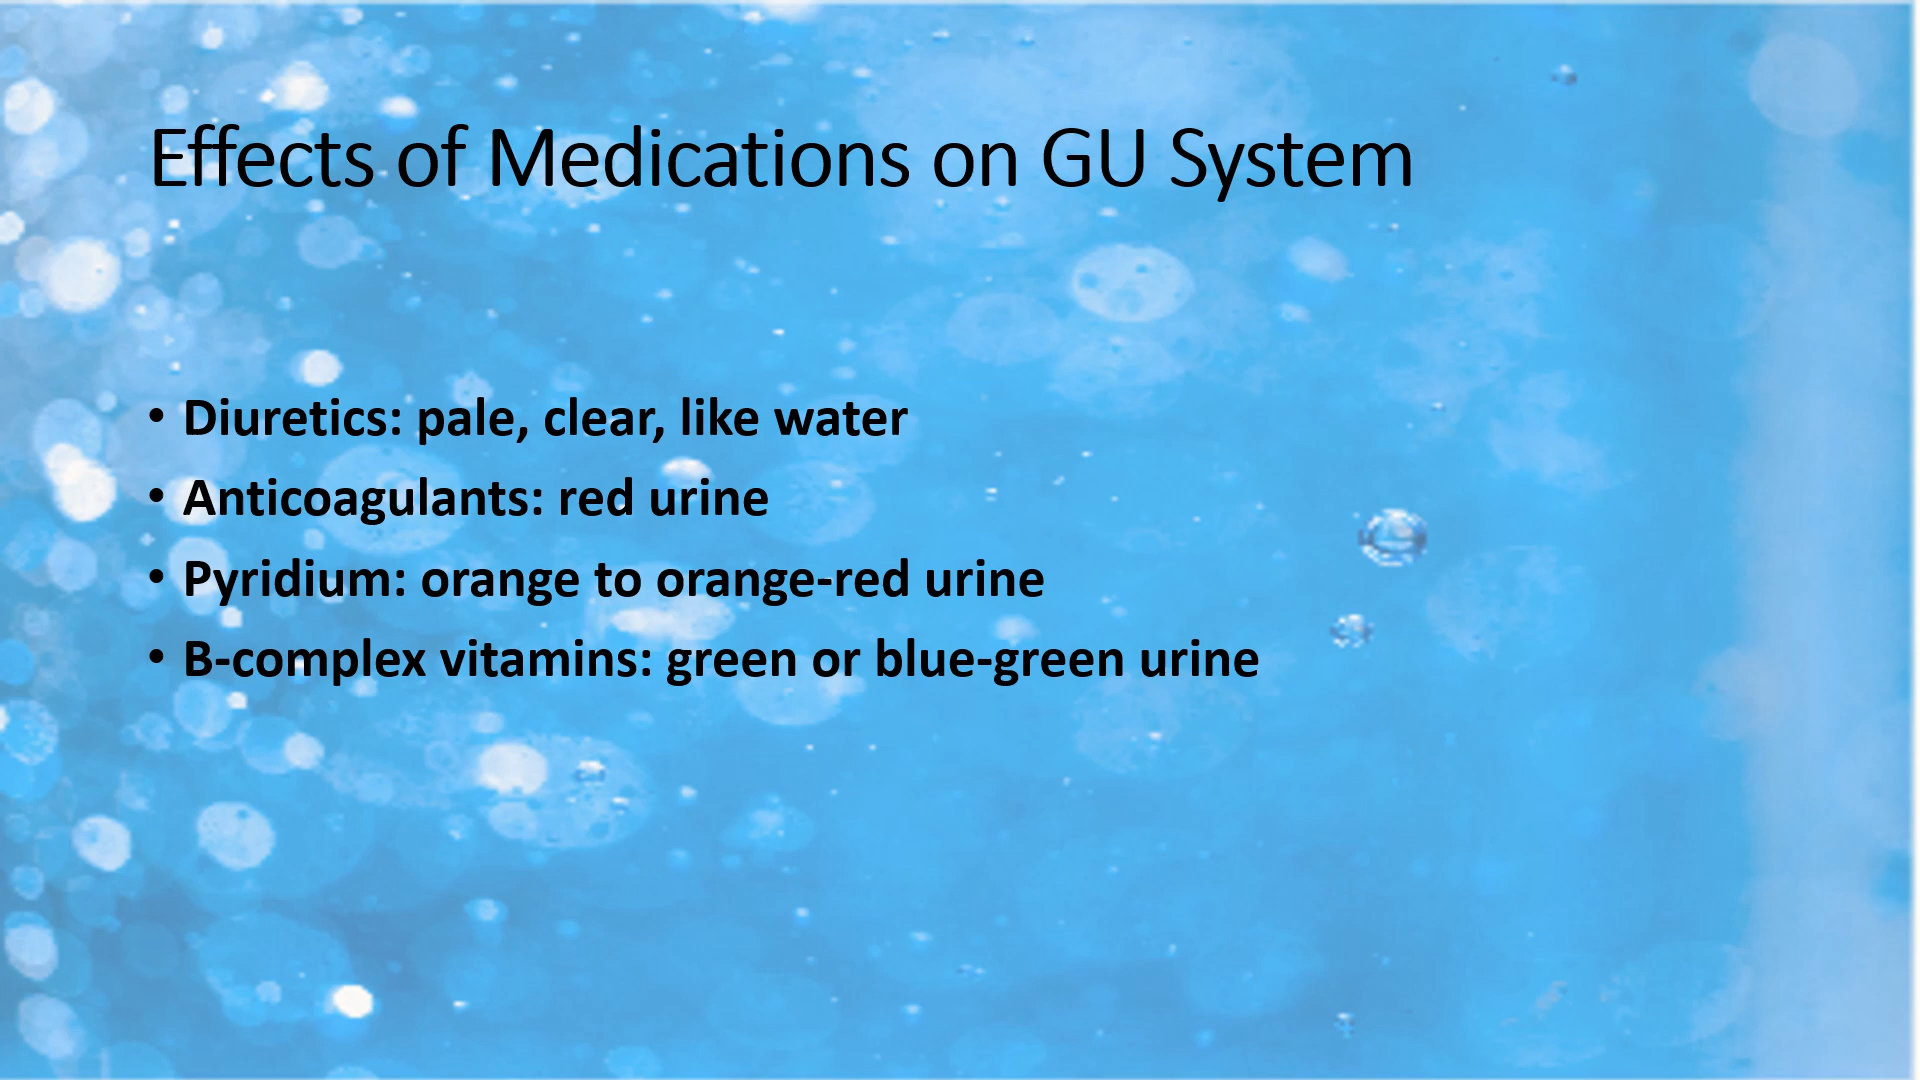 Effects of Medications on GU System
• Diuretics: pale, clear, like water
• Anticoagulants: red urine
• Pyridium: orange to orange-red urine
• B-complex vitamins: green or blue-green urine